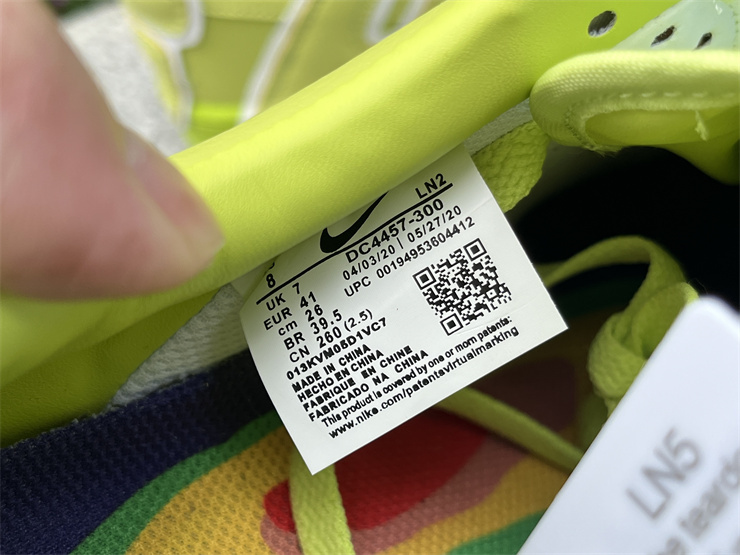 LN2
8
DC4457-300
UK 7
04/03/20 | 05/27/20
EUR 41
UPC 00194953604412
cm 26
BR 39,5
CN 260 (2.5)
013KVM05D1VC7
MADE IN CHINA
HECHO EN CHINA
FABRIQUE EN CHINE
FABRICADO NA CHINA
This product is covered by one or more patents:
www.nike.com/patentsvirtualmarking
LN5